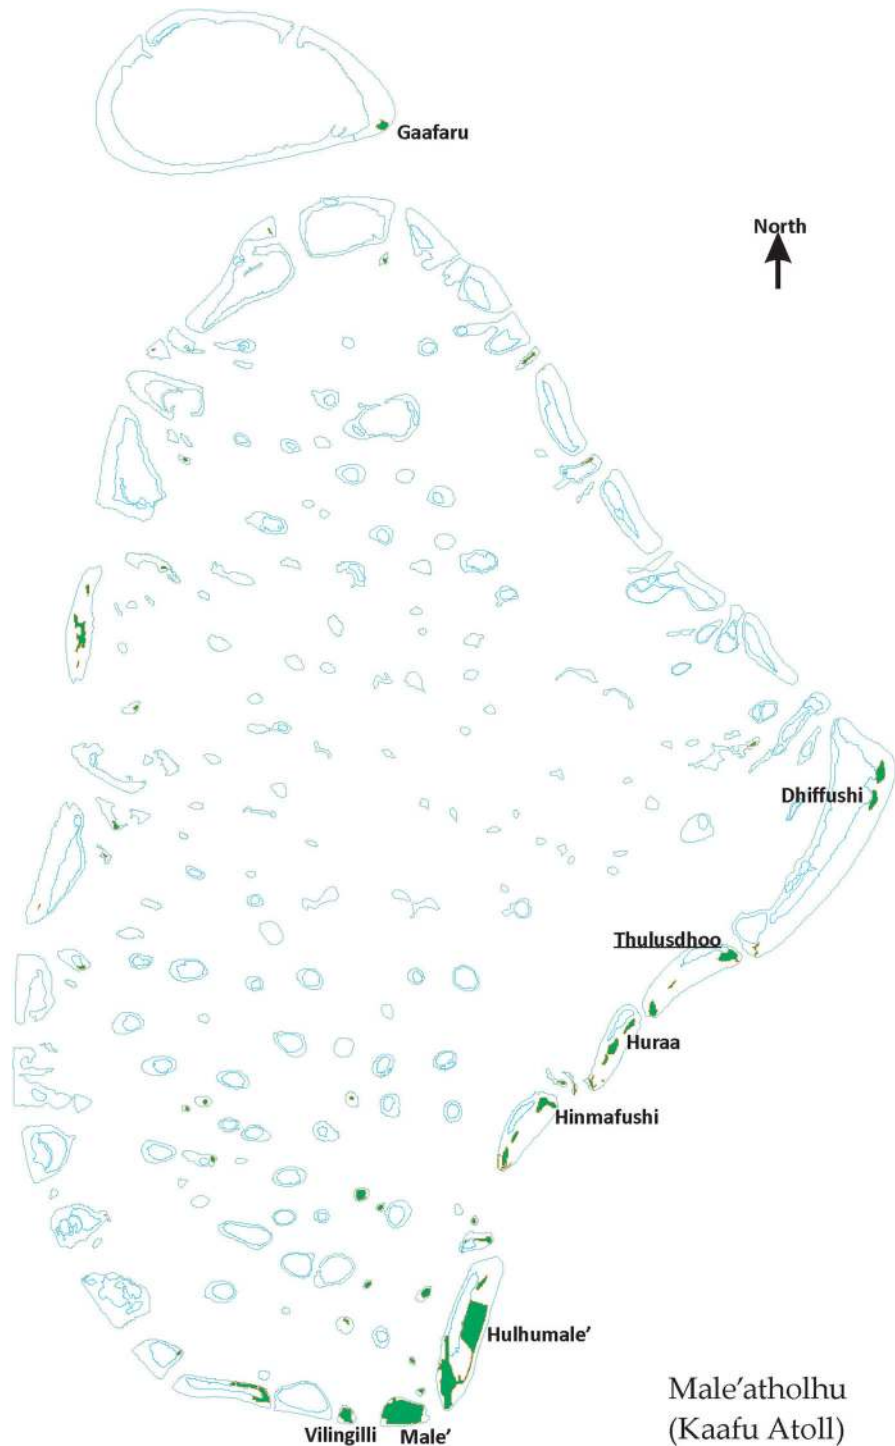 Gaafaru
North
Dhiffushi
Thulusdhoo
Huraa
Hinmafushi
Hulhumale'
Vilingilli
Male'
Male'atholhu
(Kaafu Atoll)